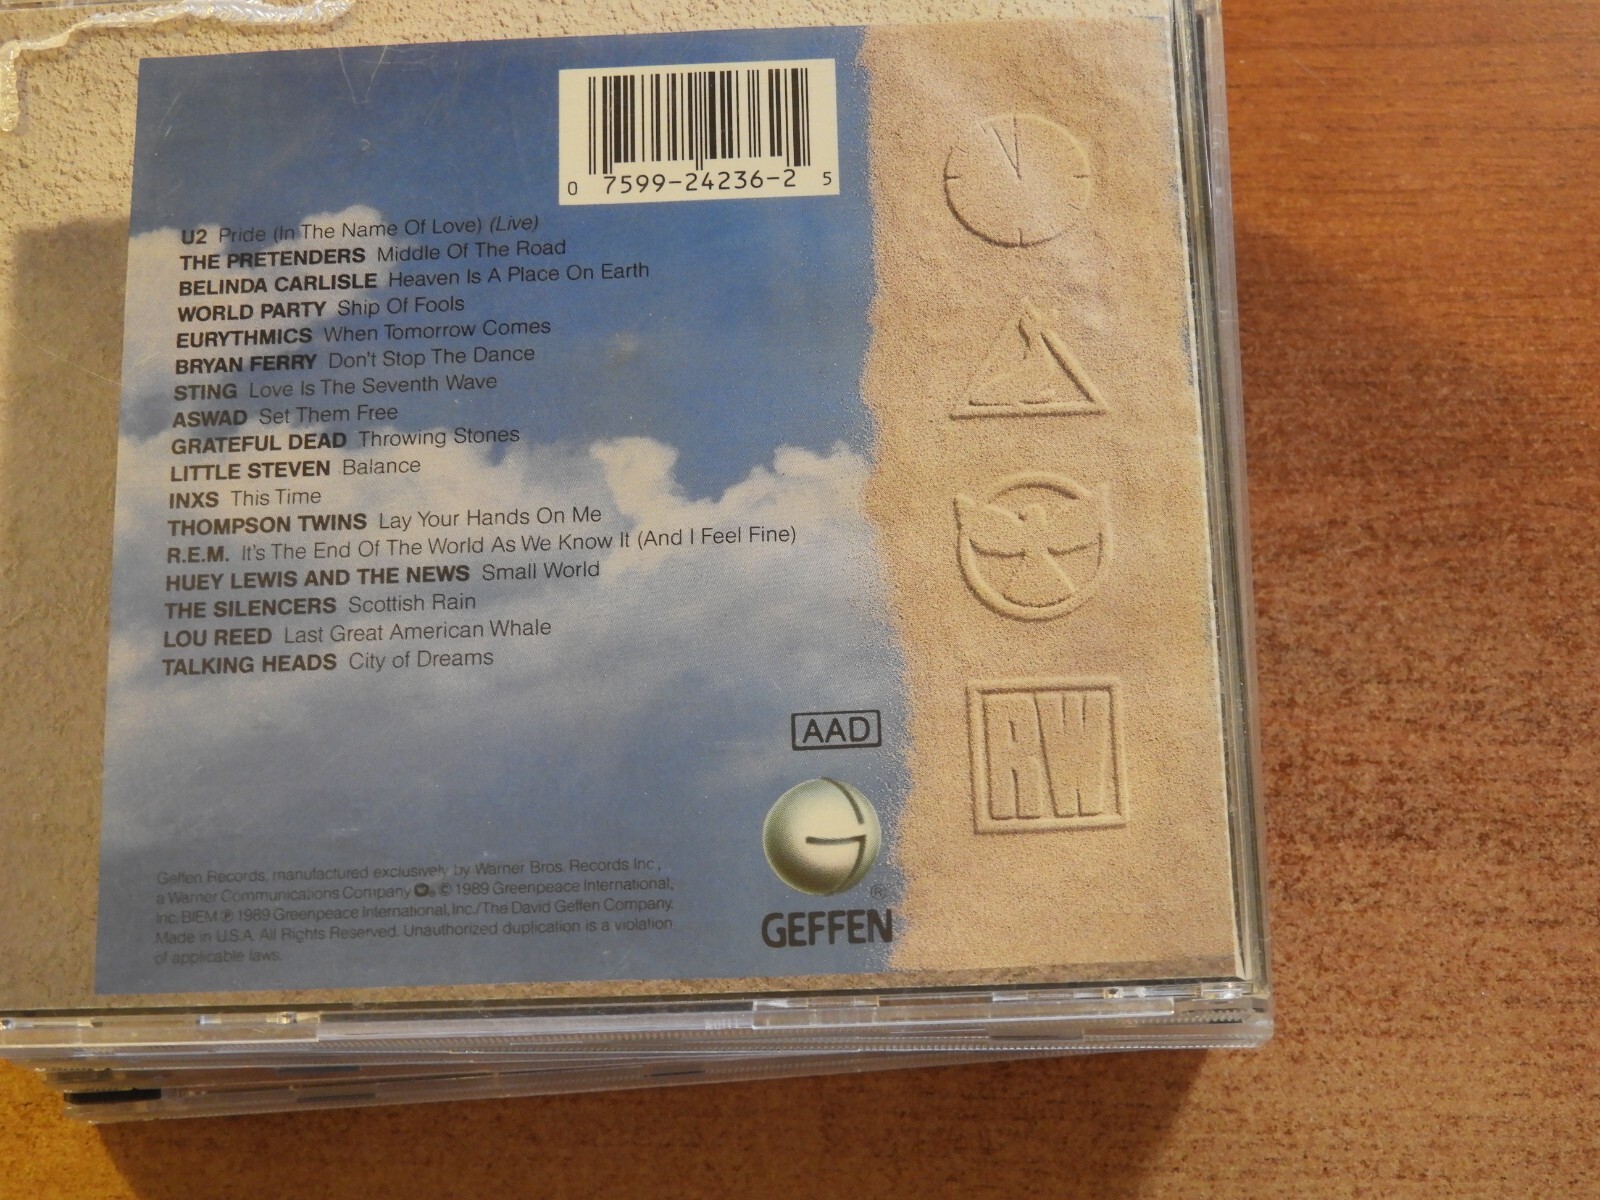 0 7599-24236-2 5
U2 Pride (In The Name Of Love) (Live)
THE PRETENDERS Middle Of The Road
BELINDA CARLISLE Heaven Is A Place On Earth
WORLD PARTY Ship Of Fools
EURYTHMICS When Tomorrow Comes
BRYAN FERRY Don't Stop The Dance
STING Love Is The Seventh Wave
ASWAD Set Them Free
GRATEFUL DEAD Throwing Stones
LITTLE STEVEN Balance
INXS This Time
THOMPSON TWINS Lay Your Hands On Me
R.E.M. It's The End Of The World As We Know It (And I Feel Fine)
HUEY LEWIS AND THE NEWS Small World
THE SILENCERS Scottish Rain
LOU REED Last Great American Whale
TALKING HEADS City of Dreams
AAD
RW
G ®
GEFFEN
Geffen Records, manufactured exclusively by Warner Bros. Records Inc.,
a Warner Communications Company ® © 1989 Greenpeace International,
Inc. BIEM ℗ 1989 Greenpeace International, Inc./The David Geffen Company.
Made in U.S.A. All Rights Reserved. Unauthorized duplication is a violation
of applicable laws.